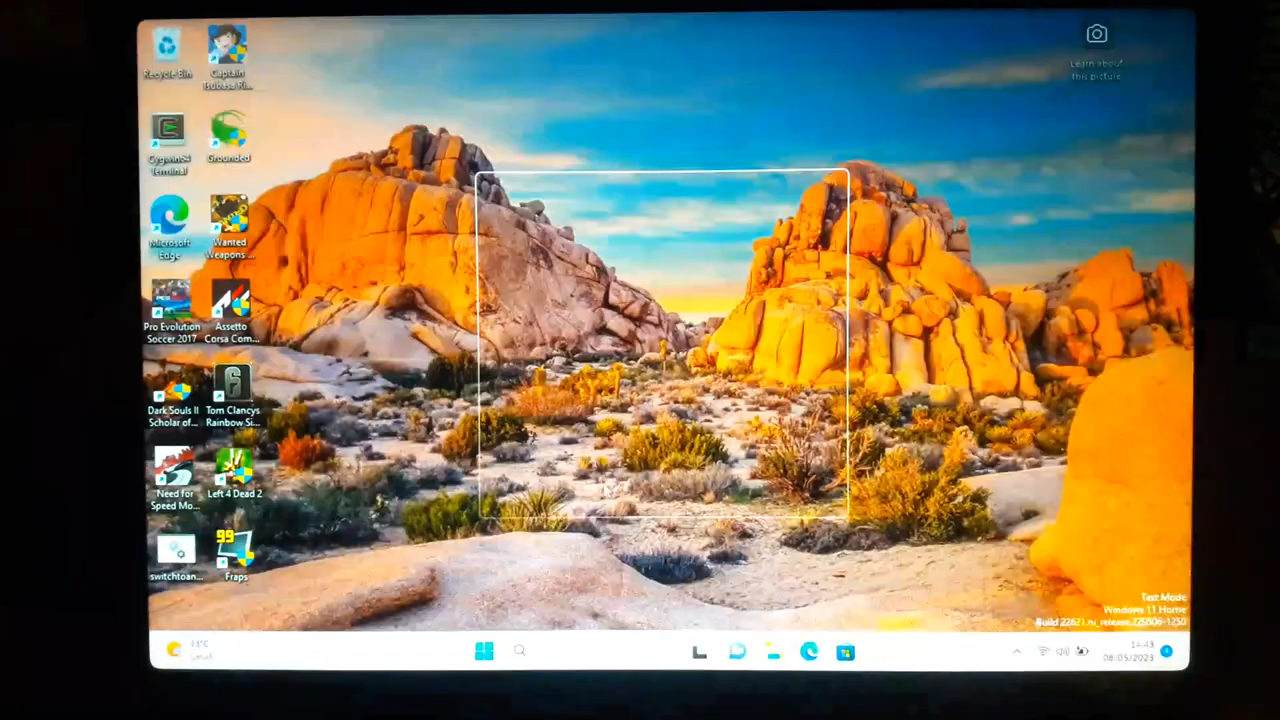 Recycle Bin
Captain
Tsubasa Ri...
Learn about
this picture
Cygwin64
Terminal
Grounded
Microsoft
Edge
Wanted
Weapons ...
Pro Evolution
Soccer 2017
Assetto
Corsa Com...
Dark Souls II
Scholar of...
Tom Clancys
Rainbow Si...
Need for
Speed Mo...
Left 4 Dead 2
switchtoan...
99
Fraps
Test Mode
Windows 11 Home
33°C
14:43
08/05/2023